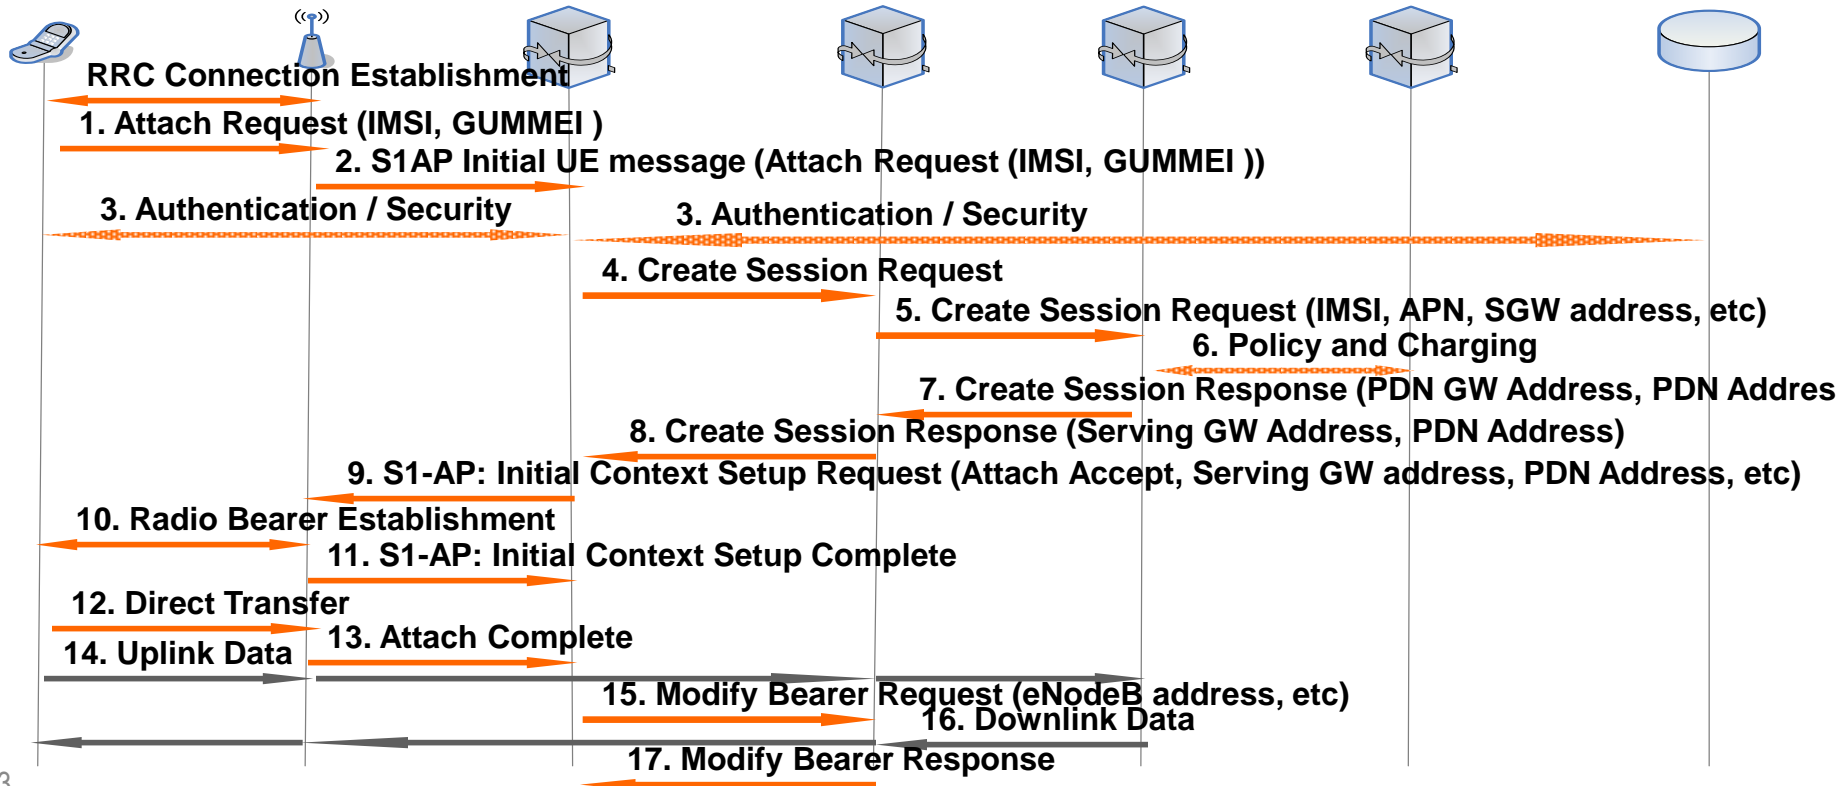 RRC Connection Establishment
1. Attach Request (IMSI, GUMMEI )
2. S1AP Initial UE message (Attach Request (IMSI, GUMMEI ))
3. Authentication / Security
3. Authentication / Security
4. Create Session Request
5. Create Session Request (IMSI, APN, SGW address, etc)
6. Policy and Charging
7. Create Session Response (PDN GW Address, PDN Addres
8. Create Session Response (Serving GW Address, PDN Address)
9. S1-AP: Initial Context Setup Request (Attach Accept, Serving GW address, PDN Address, etc)
10. Radio Bearer Establishment
11. S1-AP: Initial Context Setup Complete
12. Direct Transfer
13. Attach Complete
14. Uplink Data
15. Modify Bearer Request (eNodeB address, etc)
16. Downlink Data
17. Modify Bearer Response
3